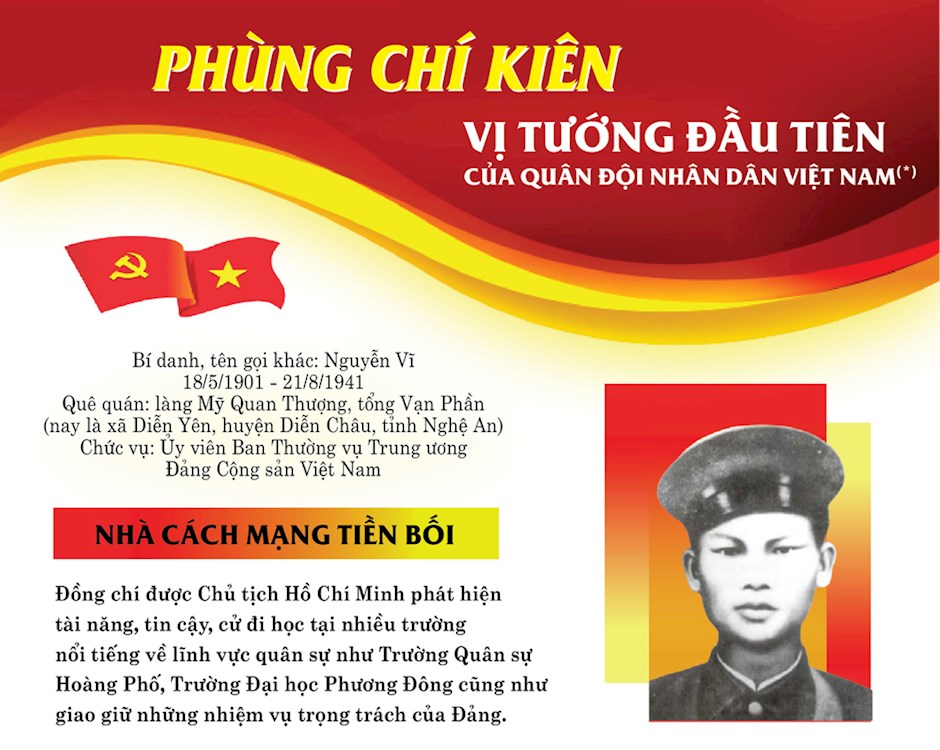 PHÙNG CHÍ KIÊN
VỊ TƯỚNG ĐẦU TIÊN
CỦA QUÂN ĐỘI NHÂN DÂN VIỆT NAM(*)
Bí danh, tên gọi khác: Nguyễn Vĩ
18/5/1901 - 21/8/1941
Quê quán: làng Mỹ Quan Thượng, tổng Vạn Phần
(nay là xã Diễn Yên, huyện Diễn Châu, tỉnh Nghệ An)
Chức vụ: Ủy viên Ban Thường vụ Trung ương
Đảng Cộng sản Việt Nam
NHÀ CÁCH MẠNG TIỀN BỐI
Đồng chí được Chủ tịch Hồ Chí Minh phát hiện
tài năng, tin cậy, cử đi học tại nhiều trường
nổi tiếng về lĩnh vực quân sự như Trường Quân sự
Hoàng Phố, Trường Đại học Phương Đông cũng như
giao giữ những nhiệm vụ trọng trách của Đảng.